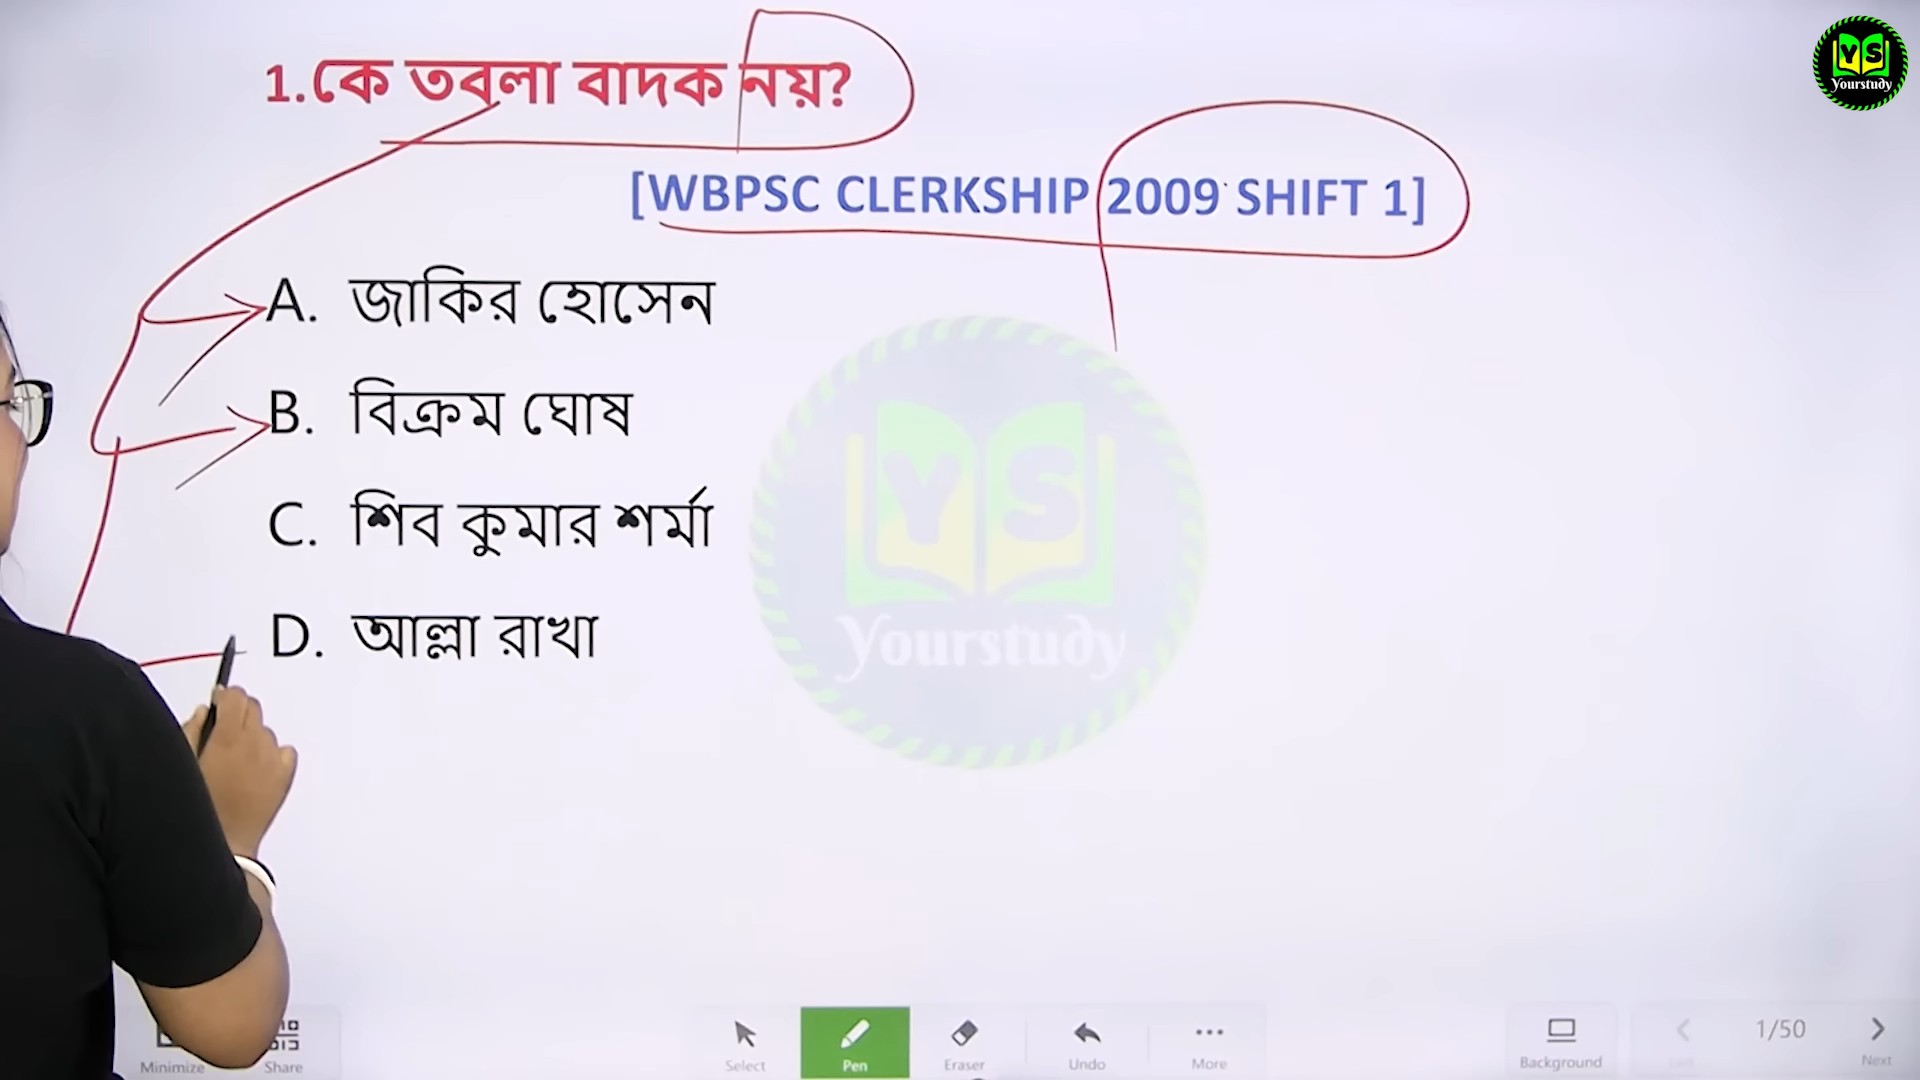 1.কে তবলা বাদক নয়?
[WBPSC CLERKSHIP 2009 SHIFT 1]
A. জাকির হোসেন
B. বিক্রম ঘোষ
C. শিব কুমার শর্মা
D. আল্লা রাখা
YS
Yourstudy
YS
Yourstudy
Minimize
Share
Select
Pen
Eraser
Undo
More
Background
1/50
Next